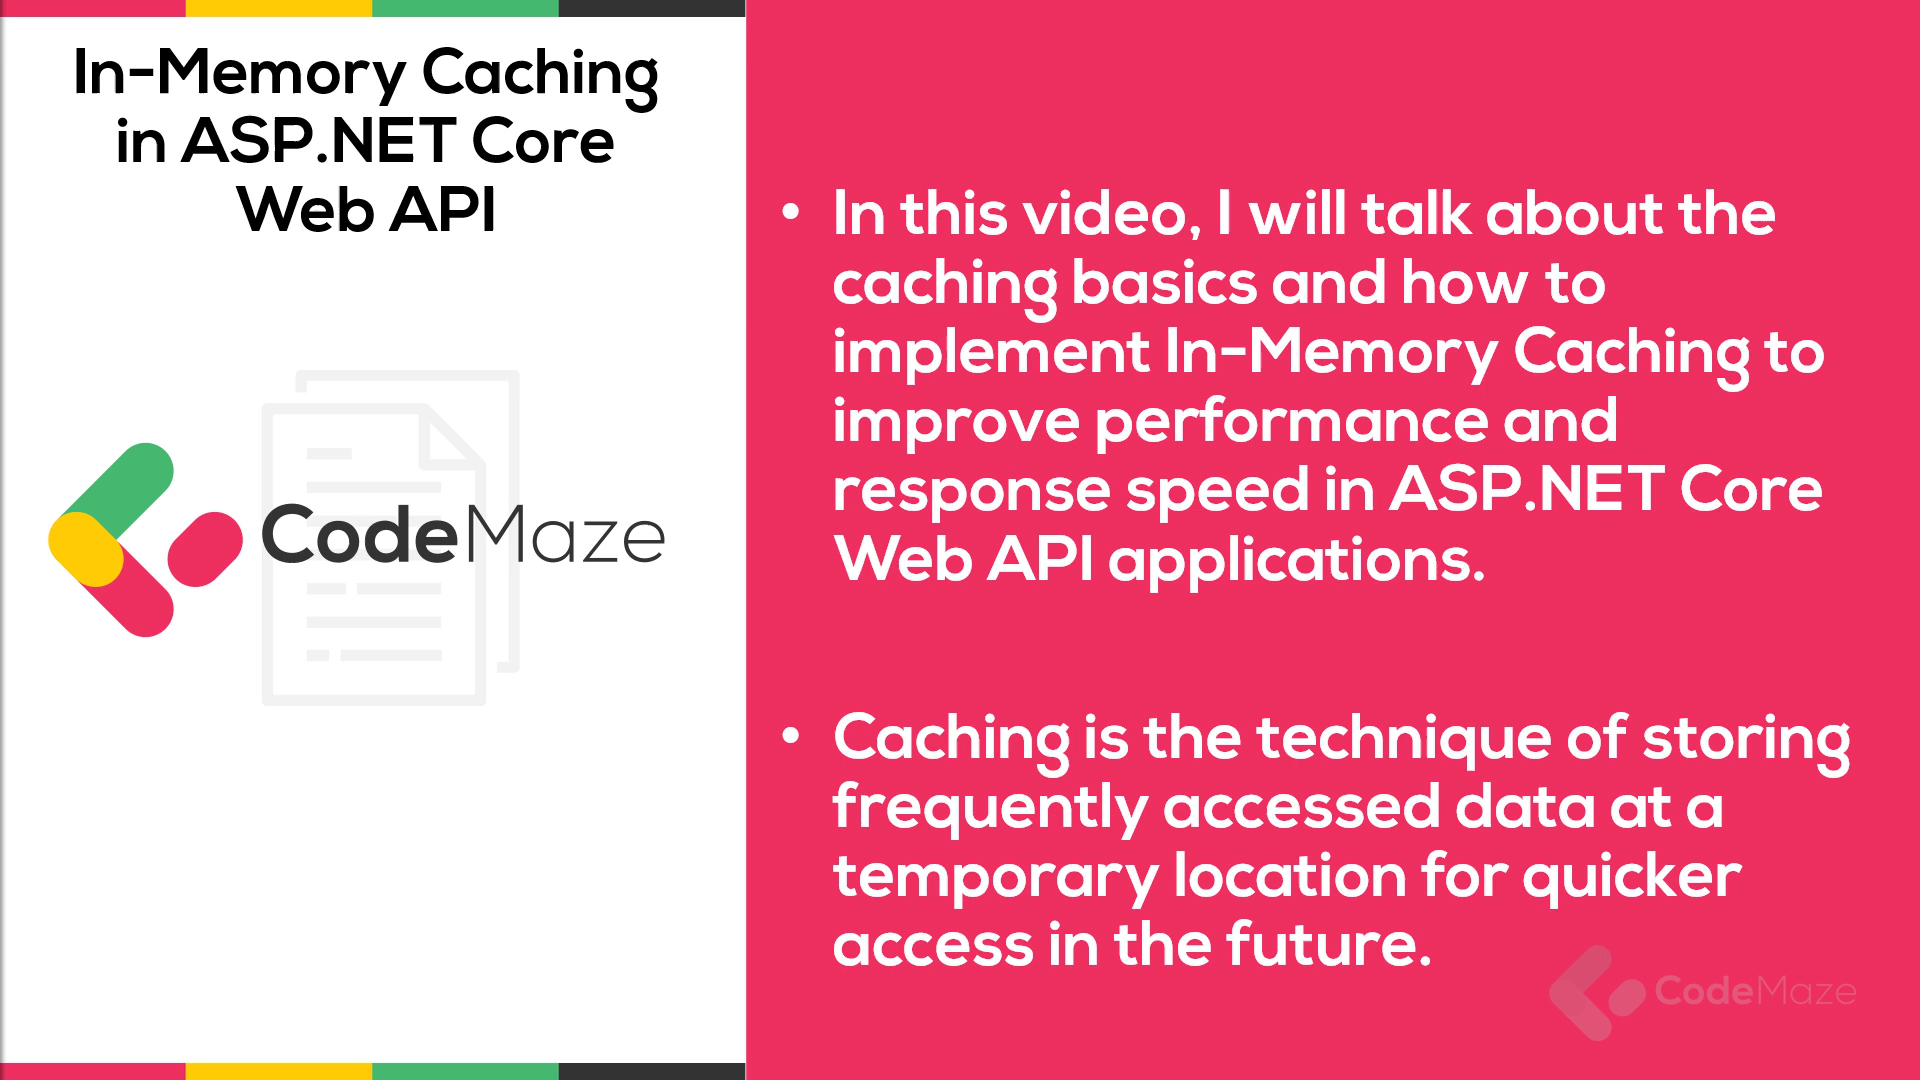 In-Memory Caching
in ASP.NET Core
Web API
CodeMaze
• In this video, I will talk about the
caching basics and how to
implement In-Memory Caching to
improve performance and
response speed in ASP.NET Core
Web API applications.
• Caching is the technique of storing
frequently accessed data at a
temporary location for quicker
access in the future.
CodeMaze